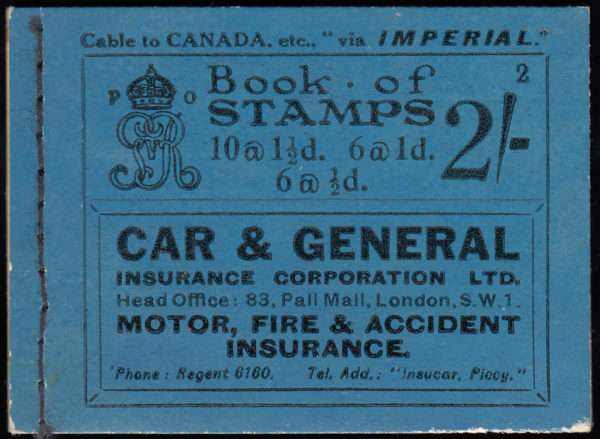 Cable to CANADA, etc., "via IMPERIAL."
2
P O
Book · of
STAMPS
2/-
10 @ 1½d. 6 @ 1d.
6 @ ½d.
CAR & GENERAL
INSURANCE CORPORATION LTD.
Head Office: 83, Pall Mall, London, S.W.1.
MOTOR, FIRE & ACCIDENT
INSURANCE.
'Phone: Regent 6160. Tel. Add.: "Insucar, Piccy."